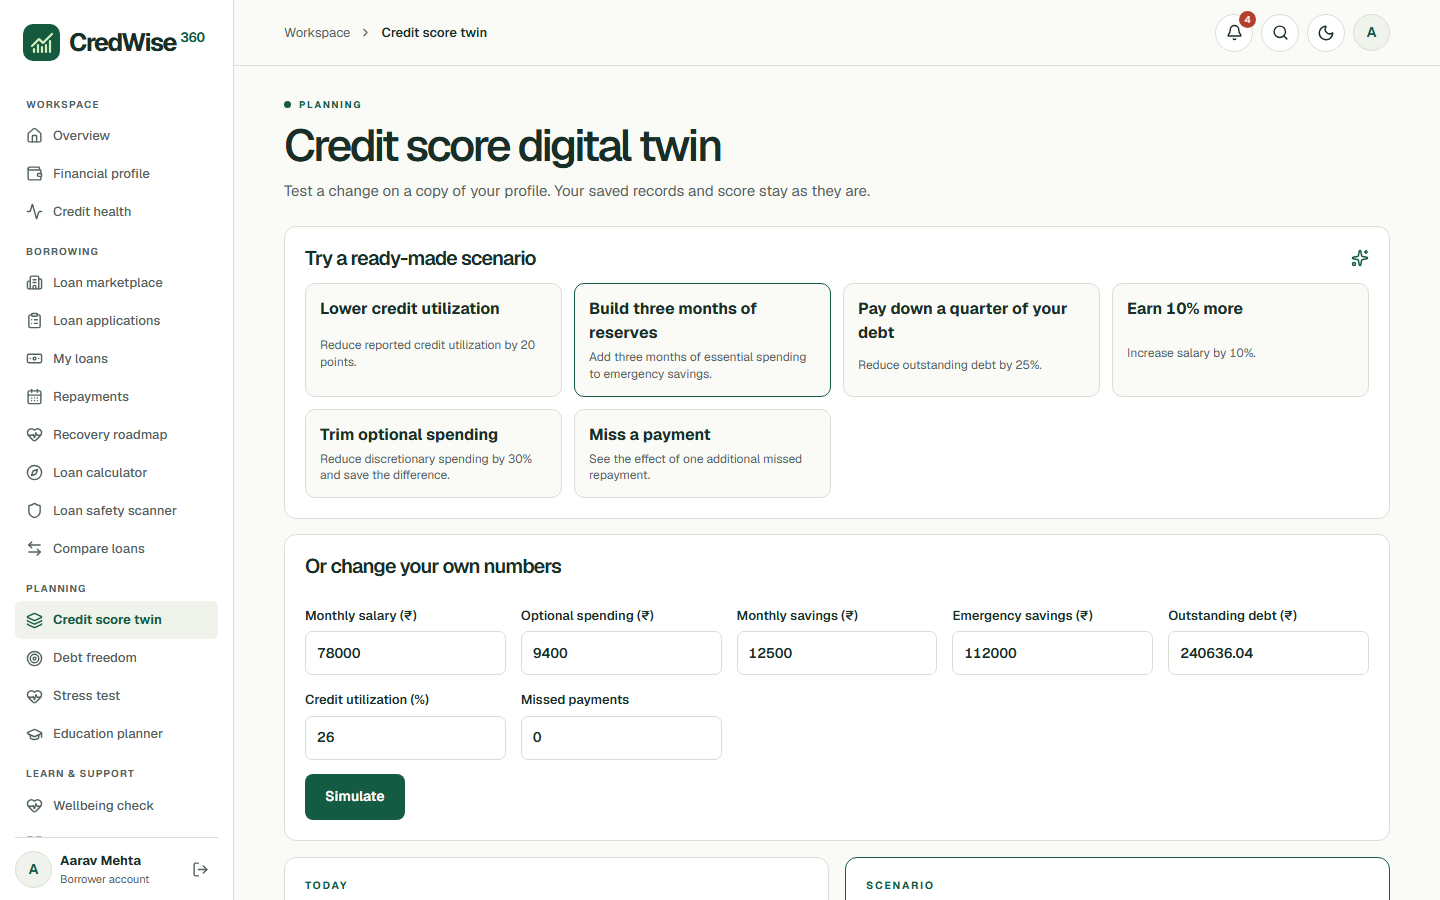 CredWise 360
WORKSPACE
Overview
Financial profile
Credit health
BORROWING
Loan marketplace
Loan applications
My loans
Repayments
Recovery roadmap
Loan calculator
Loan safety scanner
Compare loans
PLANNING
Credit score twin
Debt freedom
Stress test
Education planner
LEARN & SUPPORT
Wellbeing check
A
Aarav Mehta
Borrower account
Workspace > Credit score twin
4
A
PLANNING
Credit score digital twin
Test a change on a copy of your profile. Your saved records and score stay as they are.
Try a ready-made scenario
Lower credit utilization
Reduce reported credit utilization by 20
points.
Build three months of
reserves
Add three months of essential spending
to emergency savings.
Pay down a quarter of your
debt
Reduce outstanding debt by 25%.
Earn 10% more
Increase salary by 10%.
Trim optional spending
Reduce discretionary spending by 30%
and save the difference.
Miss a payment
See the effect of one additional missed
repayment.
Or change your own numbers
Monthly salary (₹)
78000
Optional spending (₹)
9400
Monthly savings (₹)
12500
Emergency savings (₹)
112000
Outstanding debt (₹)
240636.04
Credit utilization (%)
26
Missed payments
0
Simulate
TODAY
SCENARIO